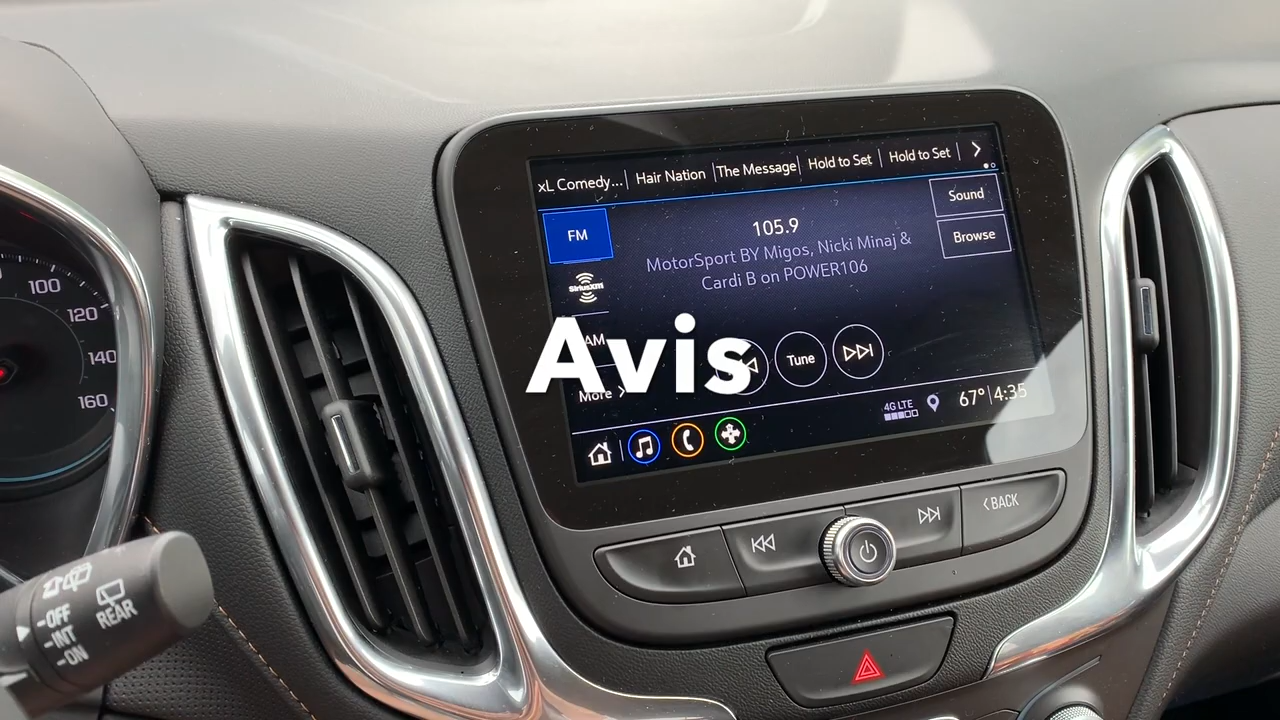 xL Comedy... Hair Nation The Message Hold to Set Hold to Set >
Sound
FM
105.9
Browse
MotorSport BY Migos, Nicki Minaj &
Cardi B on POWER106
SiriusXM
AM
Avis
Tune
More >
4G LTE
67° 4:35
< BACK
100
120
140
160
OFF
INT
ON
REAR